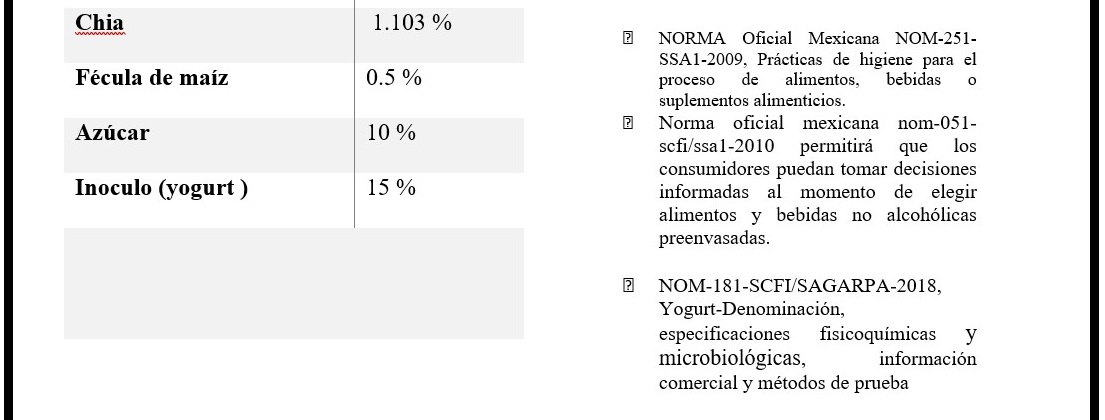 Chia 1.103 %
Fécula de maíz 0.5 %
Azúcar 10 %
Inoculo (yogurt ) 15 %
NORMA Oficial Mexicana NOM-251-
SSA1-2009, Prácticas de higiene para el
proceso de alimentos, bebidas o
suplementos alimenticios.
Norma oficial mexicana nom-051-
scfi/ssa1-2010 permitirá que los
consumidores puedan tomar decisiones
informadas al momento de elegir
alimentos y bebidas no alcohólicas
preenvasadas.
NOM-181-SCFI/SAGARPA-2018,
Yogurt-Denominación,
especificaciones fisicoquímicas y
microbiológicas, información
comercial y métodos de prueba